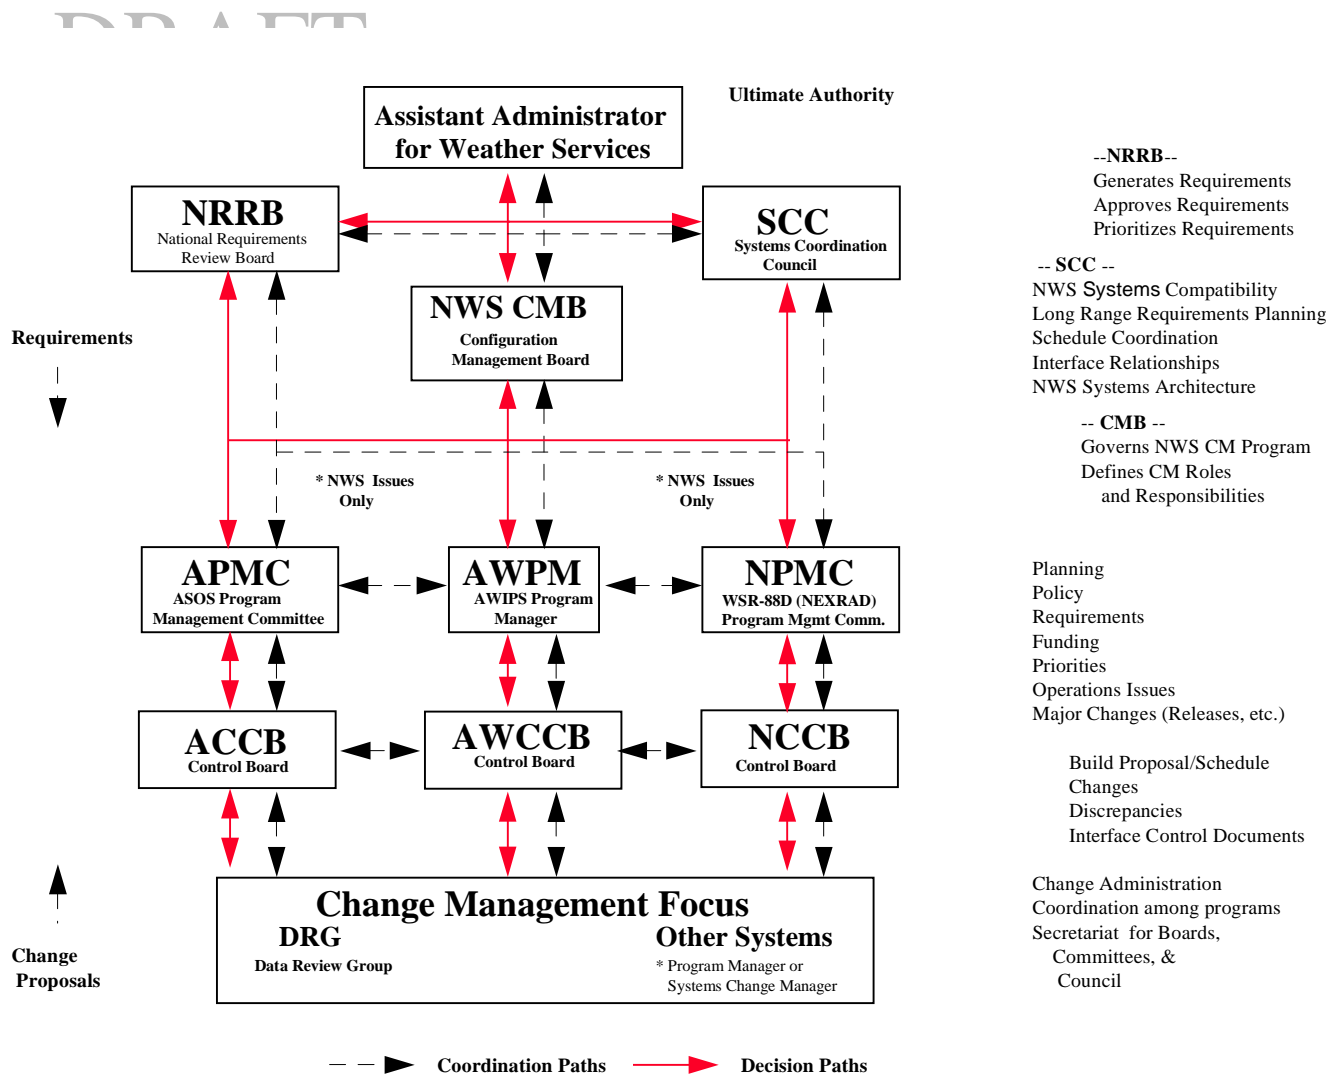 DRAFT
Ultimate Authority
Assistant Administrator
for Weather Services
NRRB
National Requirements
Review Board
SCC
Systems Coordination
Council
NWS CMB
Configuration
Management Board
Requirements
* NWS Issues
Only
* NWS Issues
Only
APMC
ASOS Program
Management Committee
AWPM
AWIPS Program
Manager
NPMC
WSR-88D (NEXRAD)
Program Mgmt Comm.
ACCB
Control Board
AWCCB
Control Board
NCCB
Control Board
Change Management Focus
DRG
Data Review Group
Other Systems
* Program Manager or
Systems Change Manager
Change
Proposals
Coordination Paths
Decision Paths
--NRRB--
Generates Requirements
Approves Requirements
Prioritizes Requirements
-- SCC --
NWS Systems Compatibility
Long Range Requirements Planning
Schedule Coordination
Interface Relationships
NWS Systems Architecture
-- CMB --
Governs NWS CM Program
Defines CM Roles
and Responsibilities
Planning
Policy
Requirements
Funding
Priorities
Operations Issues
Major Changes (Releases, etc.)
Build Proposal/Schedule
Changes
Discrepancies
Interface Control Documents
Change Administration
Coordination among programs
Secretariat for Boards,
Committees, &
Council